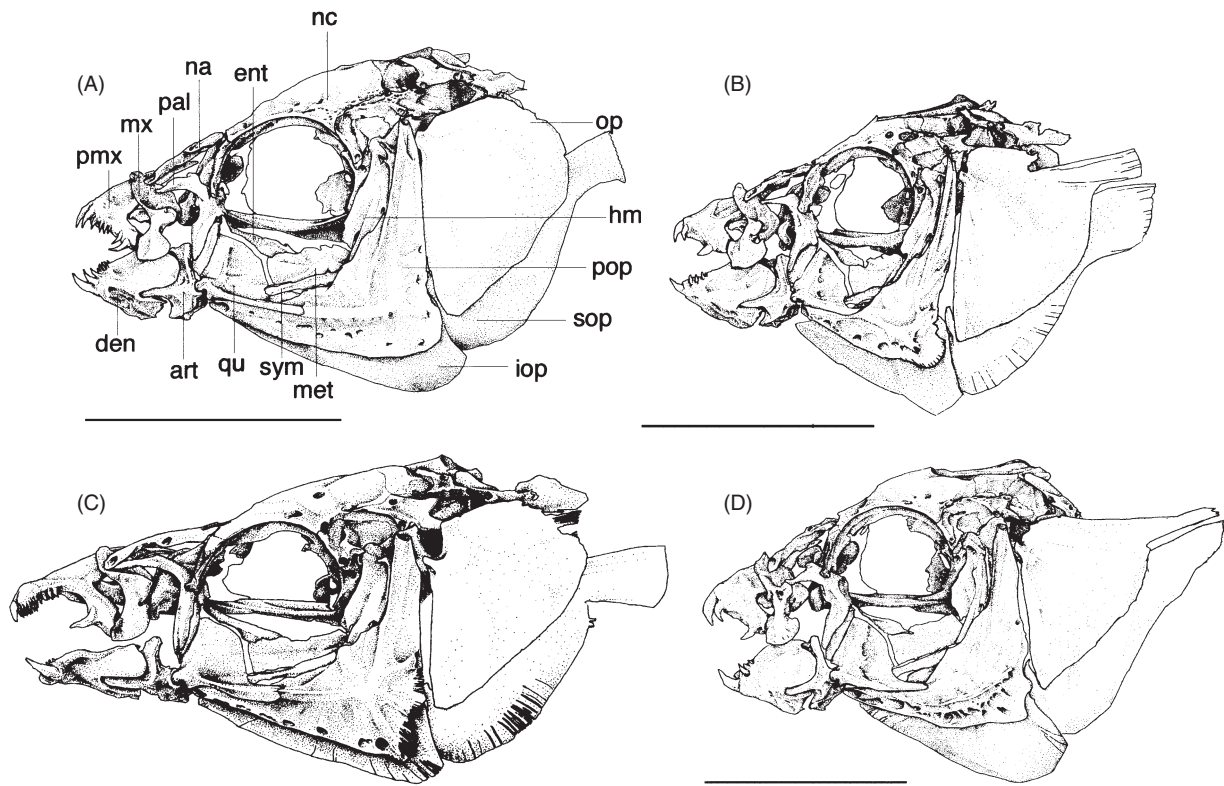 nc
(A)
na
ent
(B)
pal
mx
op
pmx
hm
pop
sop
den
art
qu
sym
met
iop
(C)
(D)